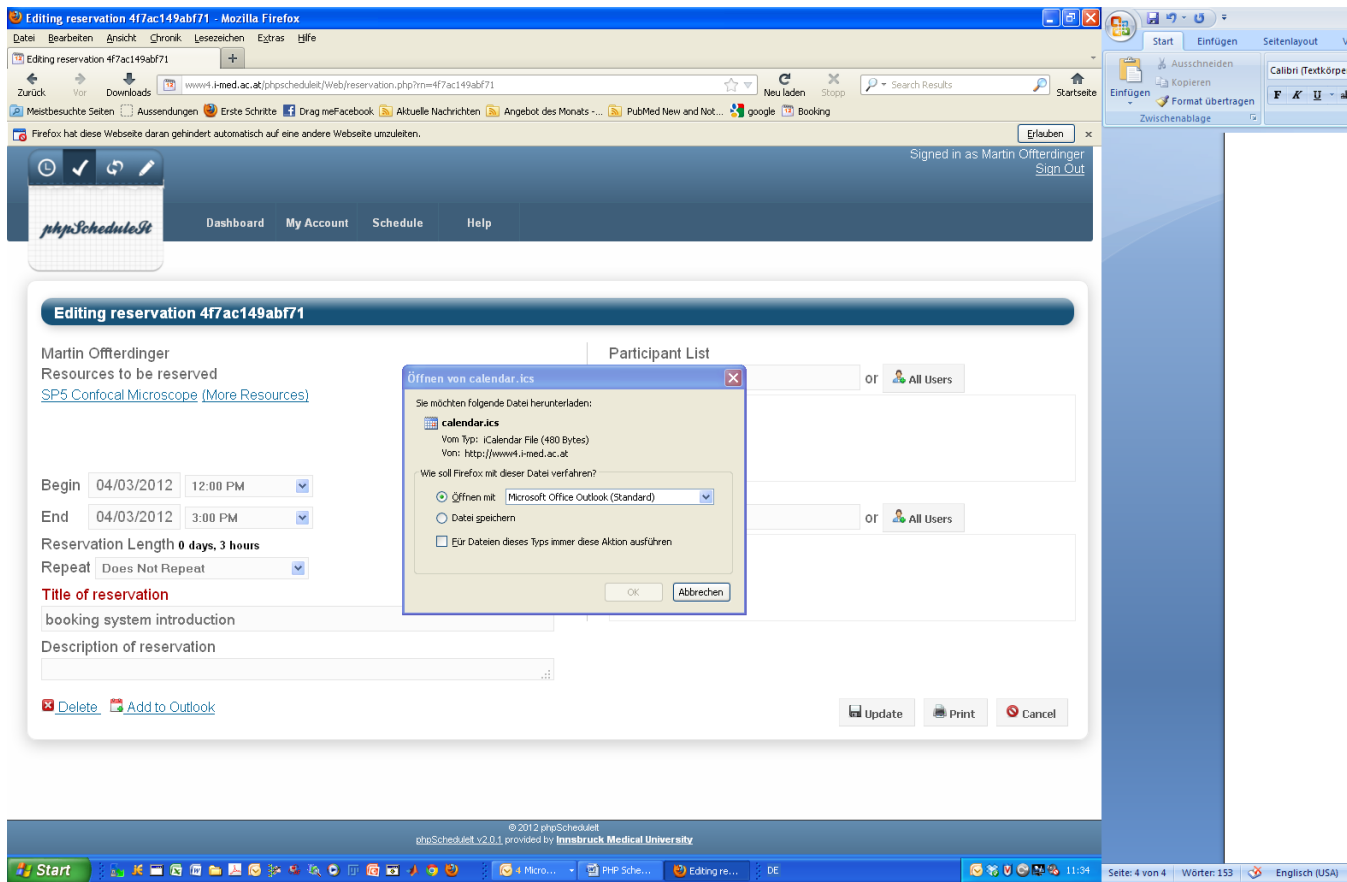 Editing reservation 4f7ac149abf71 - Mozilla Firefox
Datei Bearbeiten Ansicht Chronik Lesezeichen Extras Hilfe
Editing reservation 4f7ac149abf71
Zurück Vor Downloads www4.i-med.ac.at/phpscheduleit/Web/reservation.php?rn=4f7ac149abf71 Neu laden Stopp Search Results Startseite
Meistbesuchte Seiten Aussendungen Erste Schritte Drag meFacebook Aktuelle Nachrichten Angebot des Monats -... PubMed New and Not... google Booking
Firefox hat diese Webseite daran gehindert automatisch auf eine andere Webseite umzuleiten. Erlauben
Signed in as Martin Offterdinger
Sign Out
phpScheduleIt
Dashboard My Account Schedule Help
Editing reservation 4f7ac149abf71
Martin Offterdinger
Resources to be reserved
SP5 Confocal Microscope (More Resources)
Begin 04/03/2012 12:00 PM
End 04/03/2012 3:00 PM
Reservation Length 0 days, 3 hours
Repeat Does Not Repeat
Title of reservation
booking system introduction
Description of reservation
Delete Add to Outlook
Participant List
or All Users
or All Users
Update Print Cancel
Öffnen von calendar.ics
Sie möchten folgende Datei herunterladen:
calendar.ics
Vom Typ: iCalendar File (480 Bytes)
Von: http://www4.i-med.ac.at
Wie soll Firefox mit dieser Datei verfahren?
Öffnen mit Microsoft Office Outlook (Standard)
Datei speichern
Für Dateien dieses Typs immer diese Aktion ausführen
OK Abbrechen
© 2012 phpScheduleIt
phpScheduleIt v2.0.1 provided by Innsbruck Medical University
Start 4 Micro... PHP Sche... Editing re... DE 11:34
Start Einfügen Seitenlayout
Einfügen
Ausschneiden
Kopieren
Format übertragen
Zwischenablage
Calibri (Textkörpe
F K U
Seite: 4 von 4 Wörter: 153 Englisch (USA)